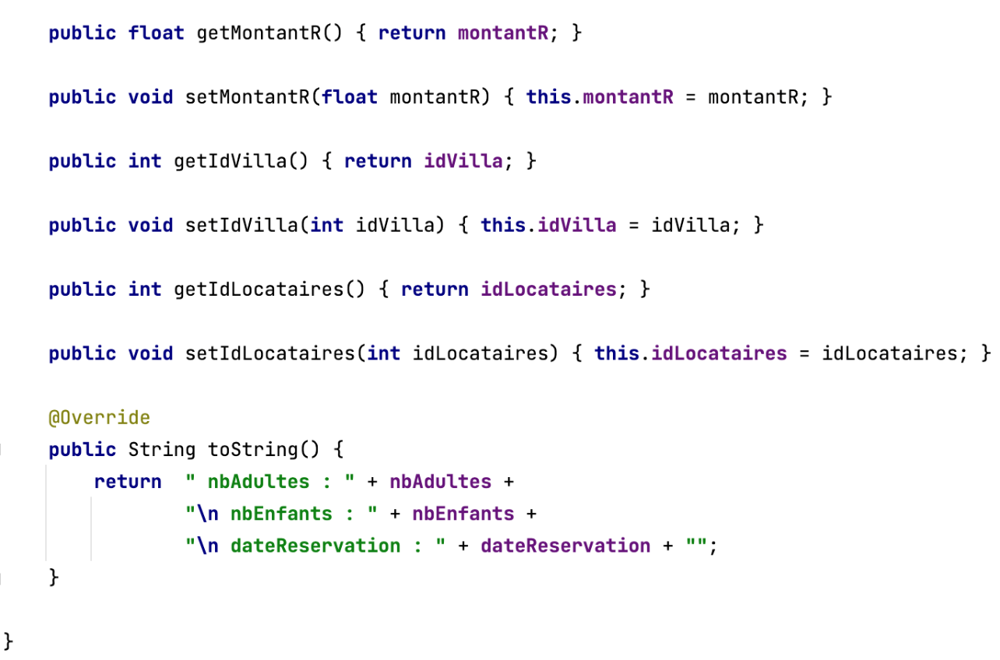 public float getMontantR() { return montantR; }
public void setMontantR(float montantR) { this.montantR = montantR; }
public int getIdVilla() { return idVilla; }
public void setIdVilla(int idVilla) { this.idVilla = idVilla; }
public int getIdLocataires() { return idLocataires; }
public void setIdLocataires(int idLocataires) { this.idLocataires = idLocataires; }
@Override
public String toString() {
return " nbAdultes : " + nbAdultes +
"\n nbEnfants : " + nbEnfants +
"\n dateReservation : " + dateReservation + "";
}
}